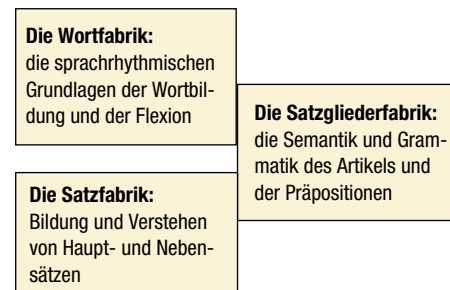 Die Wortfabrik:
die sprachrhythmischen
Grundlagen der Wortbil-
dung und der Flexion
Die Satzgliederfabrik:
die Semantik und Gram-
matik des Artikels und
der Präpositionen
Die Satzfabrik:
Bildung und Verstehen
von Haupt- und Neben-
sätzen